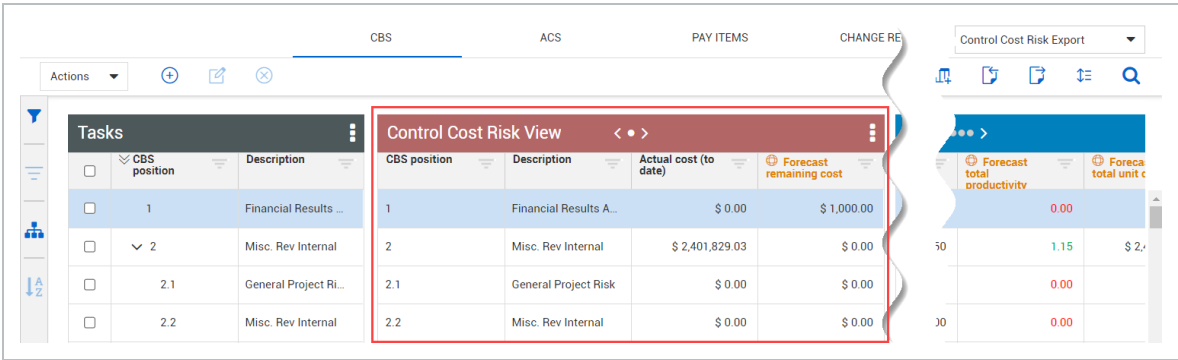 CBS ACS PAY ITEMS CHANGE RE
Control Cost Risk Export
Actions
Tasks
Control Cost Risk View
CBS position
Description
CBS position
Description
Actual cost (to date)
Forecast remaining cost
Forecast total productivity
Foreca
total unit c
1 Financial Results ... 1 Financial Results A... $ 0.00 $ 1,000.00 0.00
2 Misc. Rev Internal 2 Misc. Rev Internal $ 2,401,829.03 $ 0.00 50 1.15 $ 2,4
2.1 General Project Ri... 2.1 General Project Risk $ 0.00 $ 0.00 0.00
2.2 Misc. Rev Internal 2.2 Misc. Rev Internal $ 0.00 $ 0.00 00 0.00